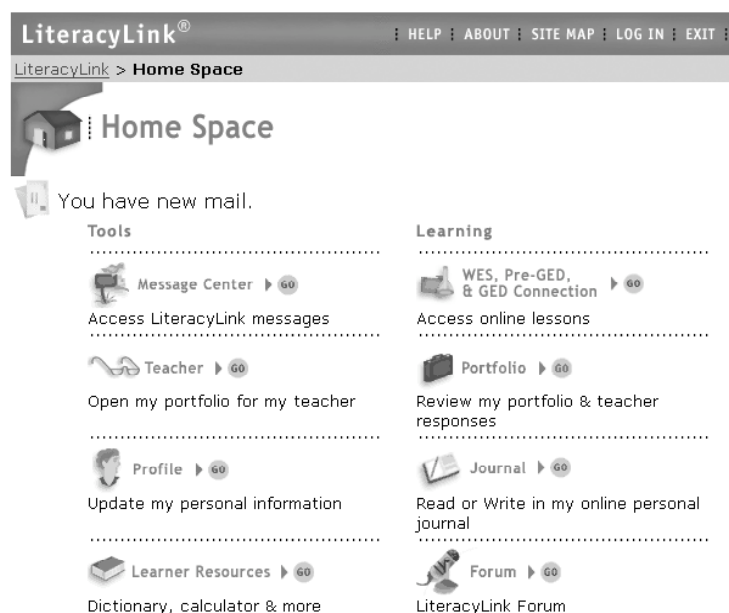 LiteracyLink®
HELP ABOUT SITE MAP LOG IN EXIT
LiteracyLink > Home Space
Home Space
You have new mail.
Tools
Message Center GO
Access LiteracyLink messages
Teacher GO
Open my portfolio for my teacher
Profile GO
Update my personal information
Learner Resources GO
Dictionary, calculator & more
Learning
WES, Pre-GED,
& GED Connection GO
Access online lessons
Portfolio GO
Review my portfolio & teacher
responses
Journal GO
Read or Write in my online personal
journal
Forum GO
LiteracyLink Forum